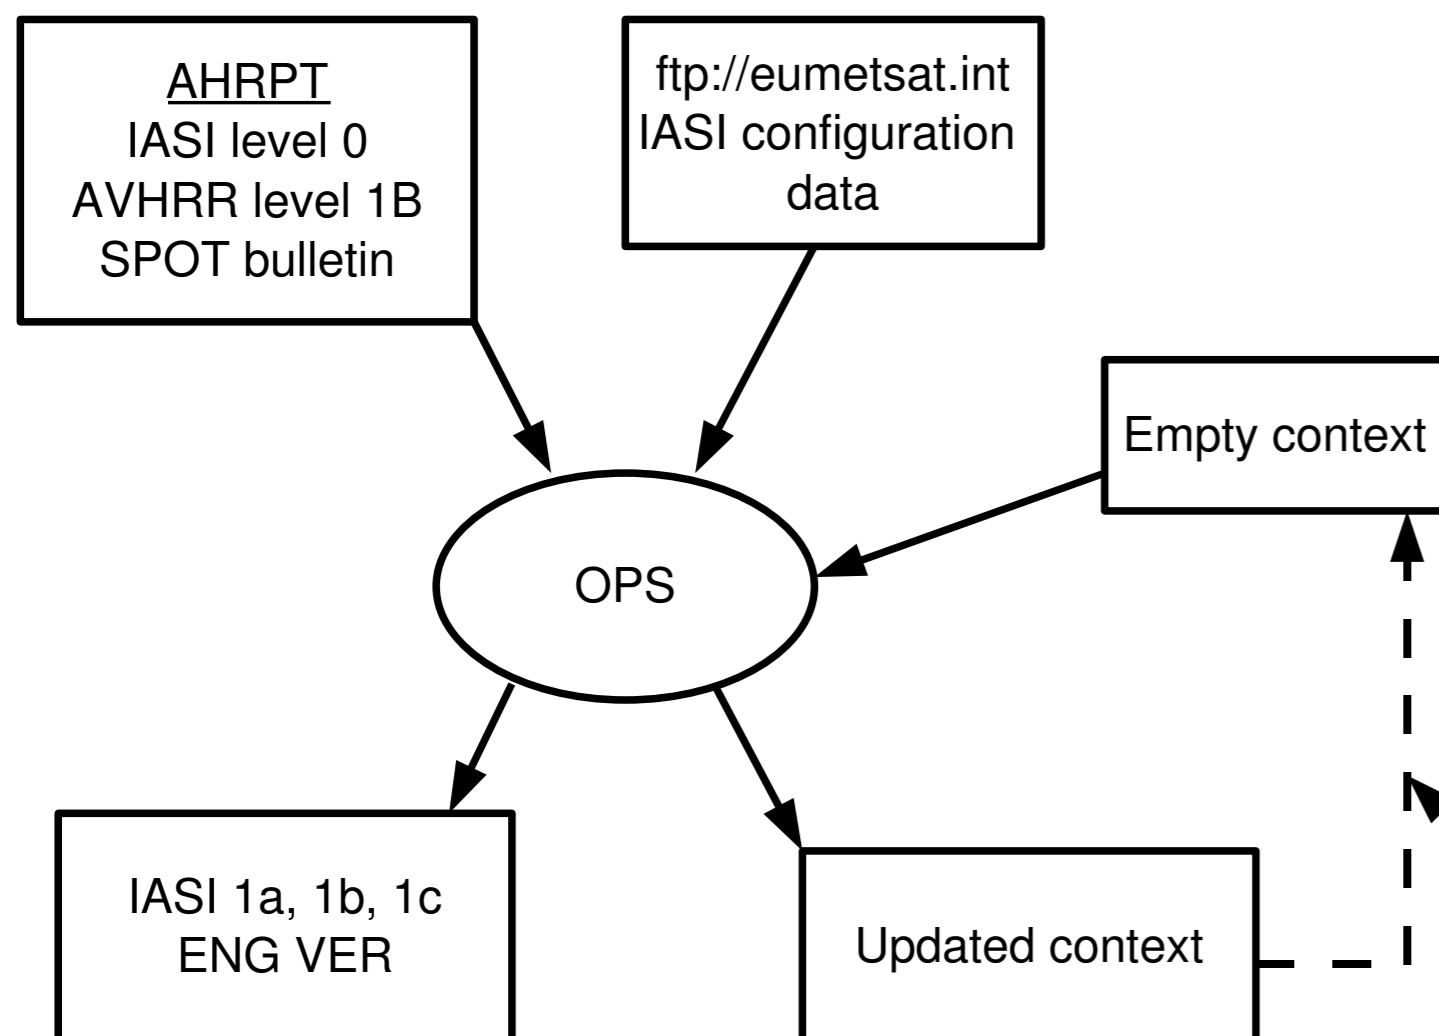 AHRPT
IASI level 0
AVHRR level 1B
SPOT bulletin
ftp://eumetsat.int
IASI configuration
data
Empty context
OPS
IASI 1a, 1b, 1c
ENG VER
Updated context